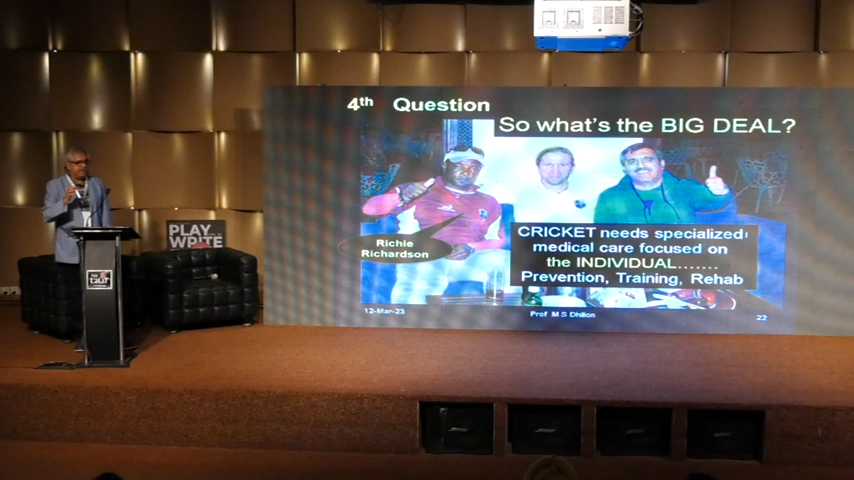 4th Question
So what's the BIG DEAL?
Richie
Richardson
CRICKET needs specialized
medical care focused on
the INDIVIDUAL.......
Prevention, Training, Rehab
12-Mar-23
Prof M S Dhillon
22
PLAY
WRITE